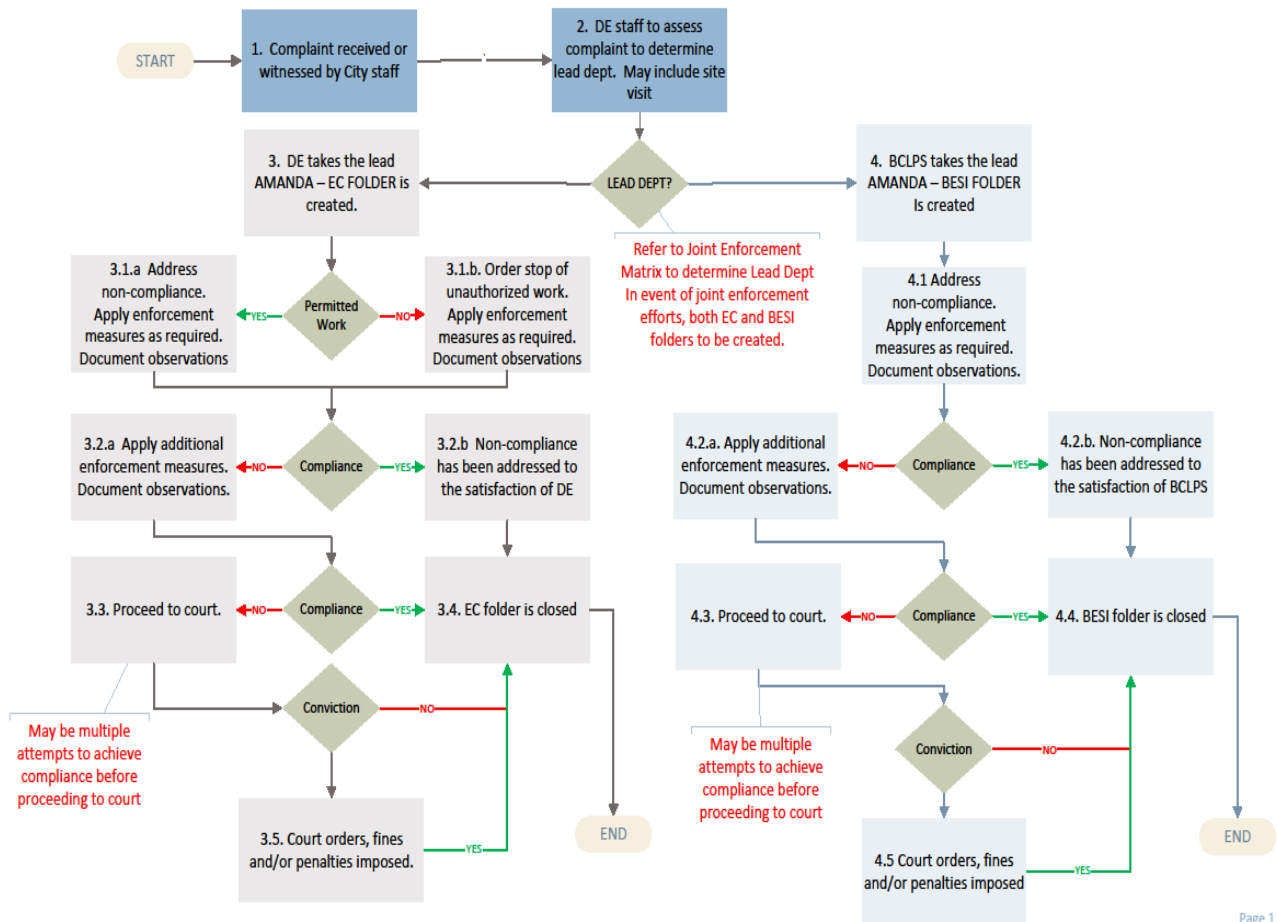 START
1. Complaint received or
witnessed by City staff
2. DE staff to assess
complaint to determine
lead dept. May include site
visit
3. DE takes the lead
AMANDA – EC FOLDER is
created.
LEAD DEPT?
4. BCLPS takes the lead
AMANDA – BESI FOLDER
Is created
Refer to Joint Enforcement
Matrix to determine Lead Dept
In event of joint enforcement
efforts, both EC and BESI
folders to be created.
3.1.a Address
non-compliance.
Apply enforcement
measures as required.
Document observations
YES
Permitted
Work
NO
3.1.b. Order stop of
unauthorized work.
Apply enforcement
measures as required.
Document observations
4.1 Address
non-compliance.
Apply enforcement
measures as required.
Document observations.
3.2.a Apply additional
enforcement measures.
Document observations.
NO
Compliance
YES
3.2.b Non-compliance
has been addressed to
the satisfaction of DE
4.2.a. Apply additional
enforcement measures.
Document observations.
NO
Compliance
YES
4.2.b. Non-compliance
has been addressed to
the satisfaction of BCLPS
3.3. Proceed to court.
NO
Compliance
YES
3.4. EC folder is closed
4.3. Proceed to court.
NO
Compliance
YES
4.4. BESI folder is closed
May be multiple
attempts to achieve
compliance before
proceeding to court
Conviction
NO
May be multiple
attempts to achieve
compliance before
proceeding to court
Conviction
NO
3.5. Court orders, fines
and/or penalties imposed.
YES
END
4.5 Court orders, fines
and/or penalties imposed
YES
END
Page 1